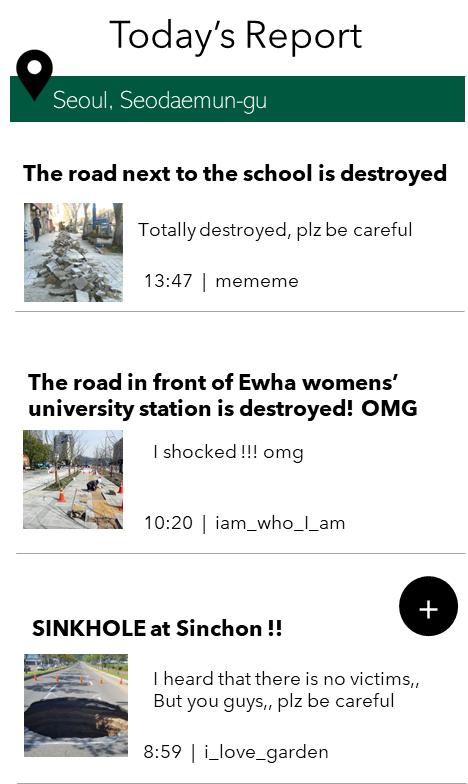 Today’s Report
Seoul, Seodaemun-gu
The road next to the school is destroyed
Totally destroyed, plz be careful
13:47 | mememe
The road in front of Ewha womens’
university station is destroyed! OMG
I shocked !!! omg
10:20 | iam_who_I_am
+
SINKHOLE at Sinchon !!
I heard that there is no victims,,
But you guys,, plz be careful
8:59 | i_love_garden